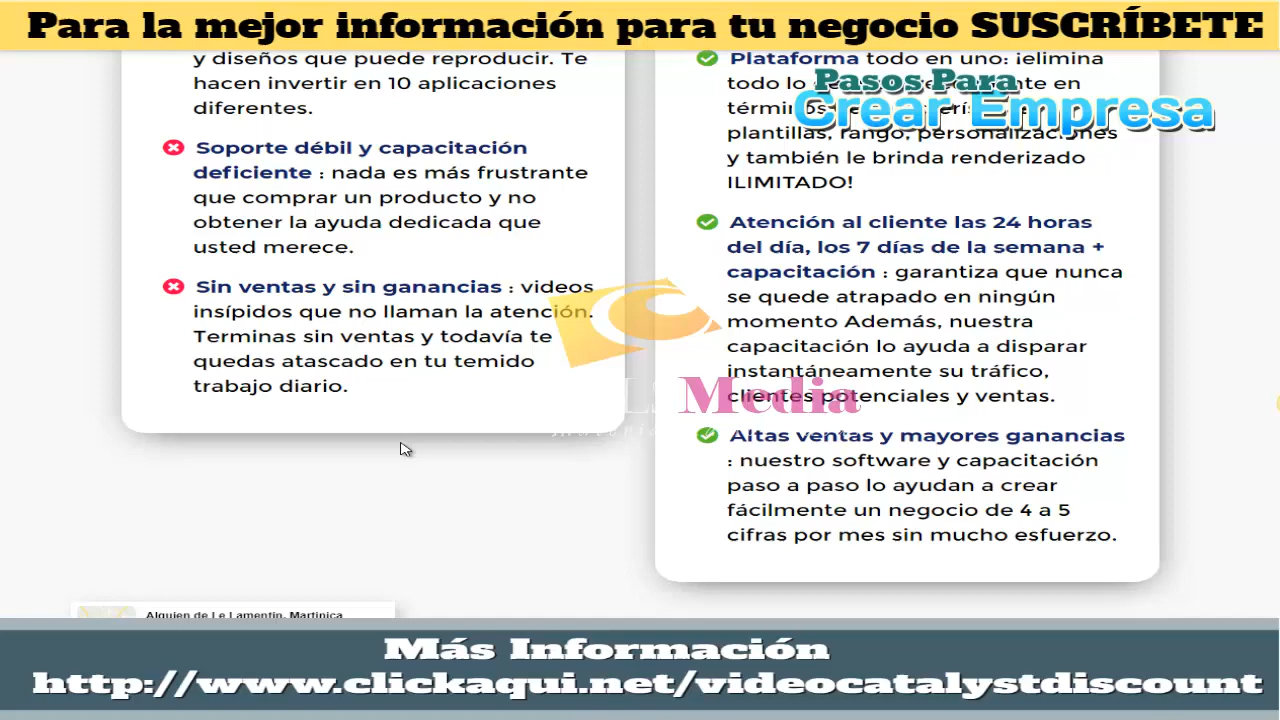 Para la mejor información para tu negocio SUSCRÍBETE
y diseños que puede reproducir. Te
hacen invertir en 10 aplicaciones
diferentes.
Soporte débil y capacitación
deficiente : nada es más frustrante
que comprar un producto y no
obtener la ayuda dedicada que
usted merece.
Sin ventas y sin ganancias : videos
insípidos que no llaman la atención.
Terminas sin ventas y todavía te
quedas atascado en tu temido
trabajo diario.
Plataforma todo en uno: ¡elimina
todo lo
en
plantillas, rango, personalizaciones
y también le brinda renderizado
ILIMITADO!
Pasos Para
Crear Empresa
Atención al cliente las 24 horas
del día, los 7 días de la semana +
capacitación : garantiza que nunca
se quede atrapado en ningún
momento Además, nuestra
capacitación lo ayuda a disparar
instantáneamente su tráfico,
clientes potenciales y ventas.
Media
Altas ventas y mayores ganancias
: nuestro software y capacitación
paso a paso lo ayudan a crear
fácilmente un negocio de 4 a 5
cifras por mes sin mucho esfuerzo.
Alguien de Le Lamentin, Martinica
Más Información
http://www.clickaqui.net/videocatalystdiscount